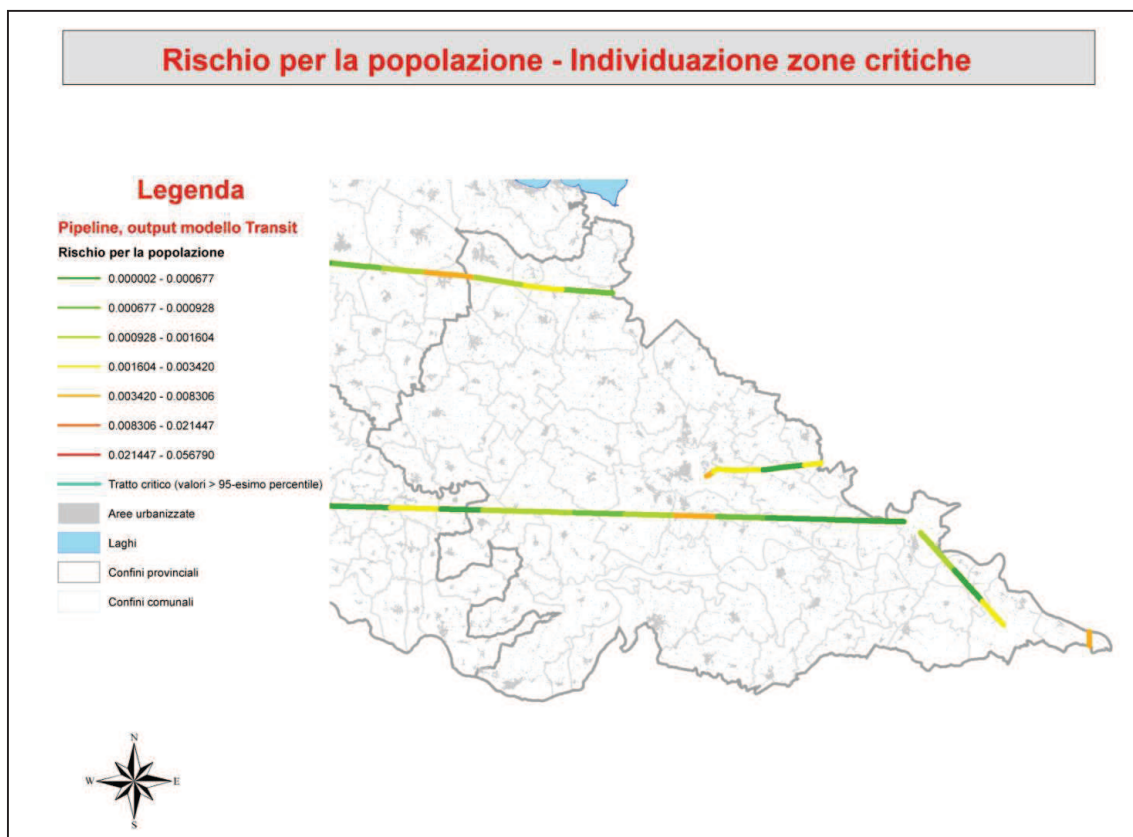 Rischio per la popolazione - Individuazione zone critiche
Legenda
Pipeline, output modello Transit
Rischio per la popolazione
0.000002 - 0.000677
0.000677 - 0.000928
0.000928 - 0.001604
0.001604 - 0.003420
0.003420 - 0.008306
0.008306 - 0.021447
0.021447 - 0.056790
Tratto critico (valori > 95-esimo percentile)
Aree urbanizzate
Laghi
Confini provinciali
Confini comunali
N
W E
S